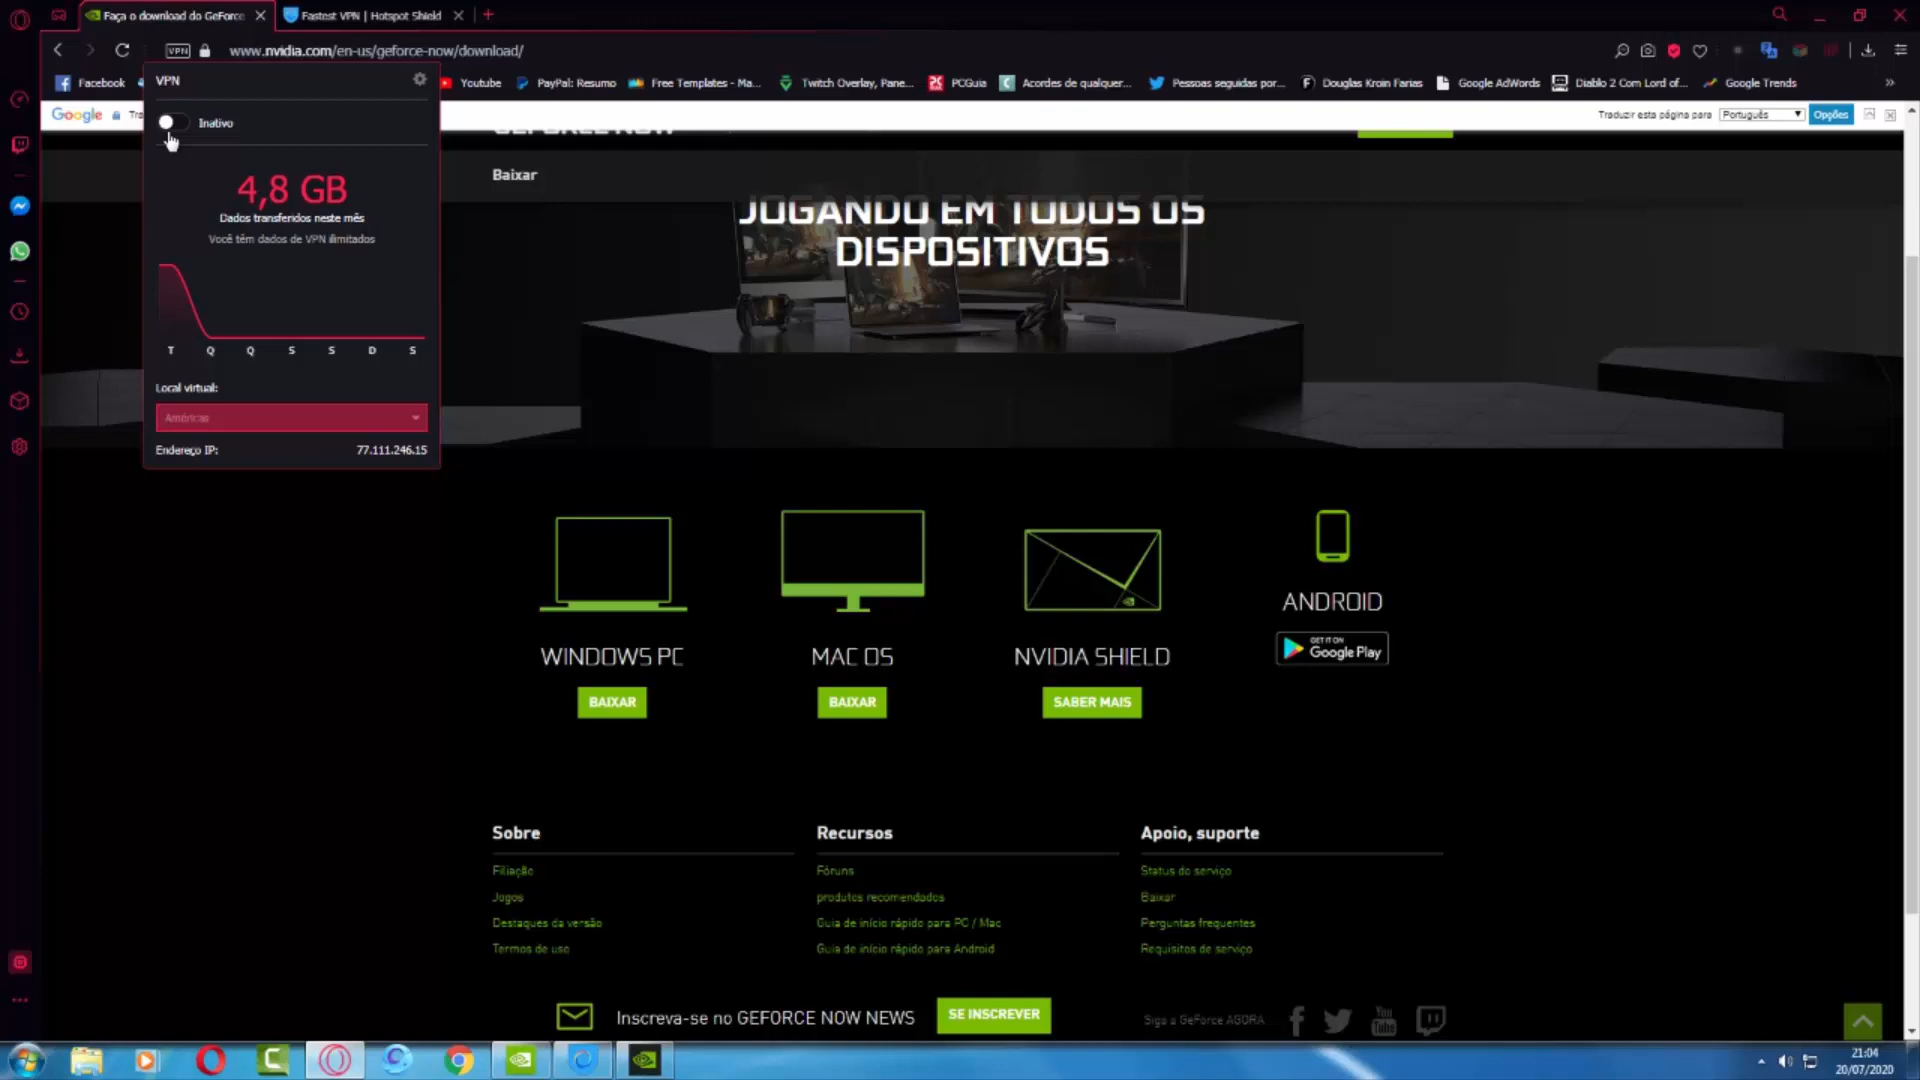 Faça o download do GeForce
Fastest VPN | Hotspot Shield
VPN
www.nvidia.com/en-us/geforce-now/download/
Facebook
Youtube
PayPal: Resumo
Free Templates - Ma...
Twitch Overlay, Pane...
PCGuia
Acordes de qualquer...
Pessoas seguidas por...
Douglas Kroin Farias
Google AdWords
Diablo 2 Com Lord of...
Google Trends
Google
Traduzir esta página para
Português
Opções
VPN
Inativo
4,8 GB
Dados transferidos neste mês
Você têm dados de VPN ilimitados
T Q Q S S D S
Local virtual:
Américas
Endereço IP:
77.111.246.15
GEFORCE NOW
Baixar
JOGANDO EM TODOS OS
DISPOSITIVOS
WINDOWS PC
BAIXAR
MAC OS
BAIXAR
NVIDIA SHIELD
SABER MAIS
ANDROID
GET IT ON
Google Play
Sobre
Filiação
Jogos
Destaques da versão
Termos de uso
Recursos
Fóruns
produtos recomendados
Guia de início rápido para PC / Mac
Guia de início rápido para Android
Apoio, suporte
Status do serviço
Baixar
Perguntas frequentes
Requisitos de serviço
Inscreva-se no GEFORCE NOW NEWS
SE INSCREVER
Siga a GeForce AGORA
You
Tube
21:04
20/07/2020